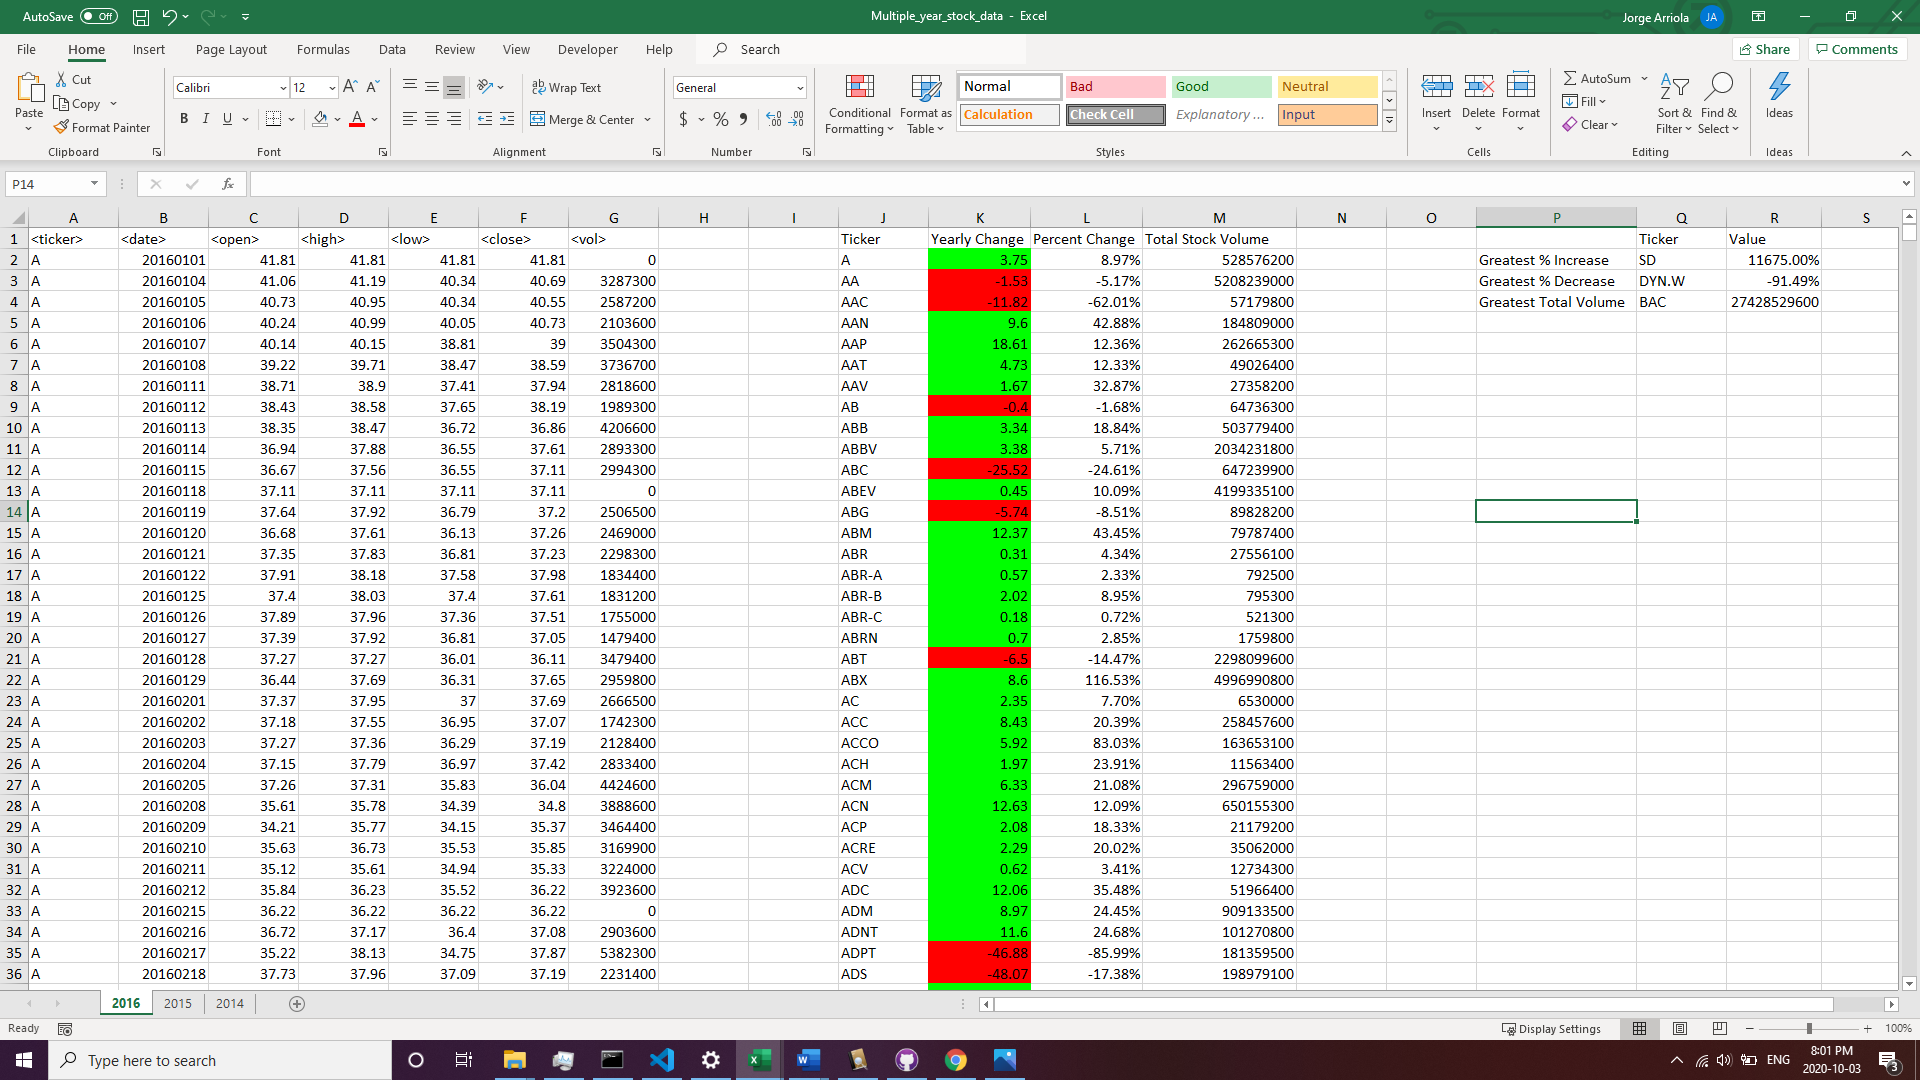 AutoSave Off Multiple_year_stock_data - Excel Jorge Arriola JA
File Home Insert Page Layout Formulas Data Review View Developer Help Search Share Comments
Paste Cut Copy Format Painter Clipboard
Calibri 12 B I U A Font
Wrap Text Merge & Center Alignment
General $ % Number
Conditional Formatting Format as Table
Normal Bad Good Neutral
Calculation Check Cell Explanatory ... Input
Styles
Insert Delete Format Cells
AutoSum Fill Clear Sort & Filter Find & Select Editing
Ideas Ideas
P14 fx
A B C D E F G H I J K L M N O P Q R S
1 <ticker> <date> <open> <high> <low> <close> <vol> Ticker Yearly Change Percent Change Total Stock Volume Ticker Value
2 A 20160101 41.81 41.81 41.81 41.81 0 A 3.75 8.97% 528576200 Greatest % Increase SD 11675.00%
3 A 20160104 41.06 41.19 40.34 40.69 3287300 AA -1.53 -5.17% 5208239000 Greatest % Decrease DYN.W -91.49%
4 A 20160105 40.73 40.95 40.34 40.55 2587200 AAC -11.82 -62.01% 57179800 Greatest Total Volume BAC 27428529600
5 A 20160106 40.24 40.99 40.05 40.73 2103600 AAN 9.6 42.88% 184809000
6 A 20160107 40.14 40.15 38.81 39 3504300 AAP 18.61 12.36% 262665300
7 A 20160108 39.22 39.71 38.47 38.59 3736700 AAT 4.73 12.33% 49026400
8 A 20160111 38.71 38.9 37.41 37.94 2818600 AAV 1.67 32.87% 27358200
9 A 20160112 38.43 38.58 37.65 38.19 1989300 AB -0.4 -1.68% 64736300
10 A 20160113 38.35 38.47 36.72 36.86 4206600 ABB 3.34 18.84% 503779400
11 A 20160114 36.94 37.88 36.55 37.61 2893300 ABBV 3.38 5.71% 2034231800
12 A 20160115 36.67 37.56 36.55 37.11 2994300 ABC -25.52 -24.61% 647239900
13 A 20160118 37.11 37.11 37.11 37.11 0 ABEV 0.45 10.09% 4199335100
14 A 20160119 37.64 37.92 36.79 37.2 2506500 ABG -5.74 -8.51% 89828200
15 A 20160120 36.68 37.61 36.13 37.26 2469000 ABM 12.37 43.45% 79787400
16 A 20160121 37.35 37.83 36.81 37.23 2298300 ABR 0.31 4.34% 27556100
17 A 20160122 37.91 38.18 37.58 37.98 1834400 ABR-A 0.57 2.33% 792500
18 A 20160125 37.4 38.03 37.4 37.61 1831200 ABR-B 2.02 8.95% 795300
19 A 20160126 37.89 37.96 37.36 37.51 1755000 ABR-C 0.18 0.72% 521300
20 A 20160127 37.39 37.92 36.81 37.05 1479400 ABRN 0.7 2.85% 1759800
21 A 20160128 37.27 37.27 36.01 36.11 3479400 ABT -6.5 -14.47% 2298099600
22 A 20160129 36.44 37.69 36.31 37.65 2959800 ABX 8.6 116.53% 4996990800
23 A 20160201 37.37 37.95 37 37.69 2666500 AC 2.35 7.70% 6530000
24 A 20160202 37.18 37.55 36.95 37.07 1742300 ACC 8.43 20.39% 258457600
25 A 20160203 37.27 37.36 36.29 37.19 2128400 ACCO 5.92 83.03% 163653100
26 A 20160204 37.15 37.79 36.97 37.42 2833400 ACH 1.97 23.91% 11563400
27 A 20160205 37.26 37.31 35.83 36.04 4424600 ACM 6.33 21.08% 296759000
28 A 20160208 35.61 35.78 34.39 34.8 3888600 ACN 12.63 12.09% 650155300
29 A 20160209 34.21 35.77 34.15 35.37 3464400 ACP 2.08 18.33% 21179200
30 A 20160210 35.63 36.73 35.53 35.85 3169900 ACRE 2.29 20.02% 35062000
31 A 20160211 35.12 35.61 34.94 35.33 3224000 ACV 0.62 3.41% 12734300
32 A 20160212 35.84 36.23 35.52 36.22 3923600 ADC 12.06 35.48% 51966400
33 A 20160215 36.22 36.22 36.22 36.22 0 ADM 8.97 24.45% 909133500
34 A 20160216 36.72 37.17 36.4 37.08 2903600 ADNT 11.6 24.68% 101270800
35 A 20160217 35.22 38.13 34.75 37.87 5382300 ADPT -46.88 -85.99% 181359500
36 A 20160218 37.73 37.96 37.09 37.19 2231400 ADS -48.07 -17.38% 198979100
2016 2015 2014
Ready Display Settings 100%
Type here to search ENG 8:01 PM
2020-10-03 3